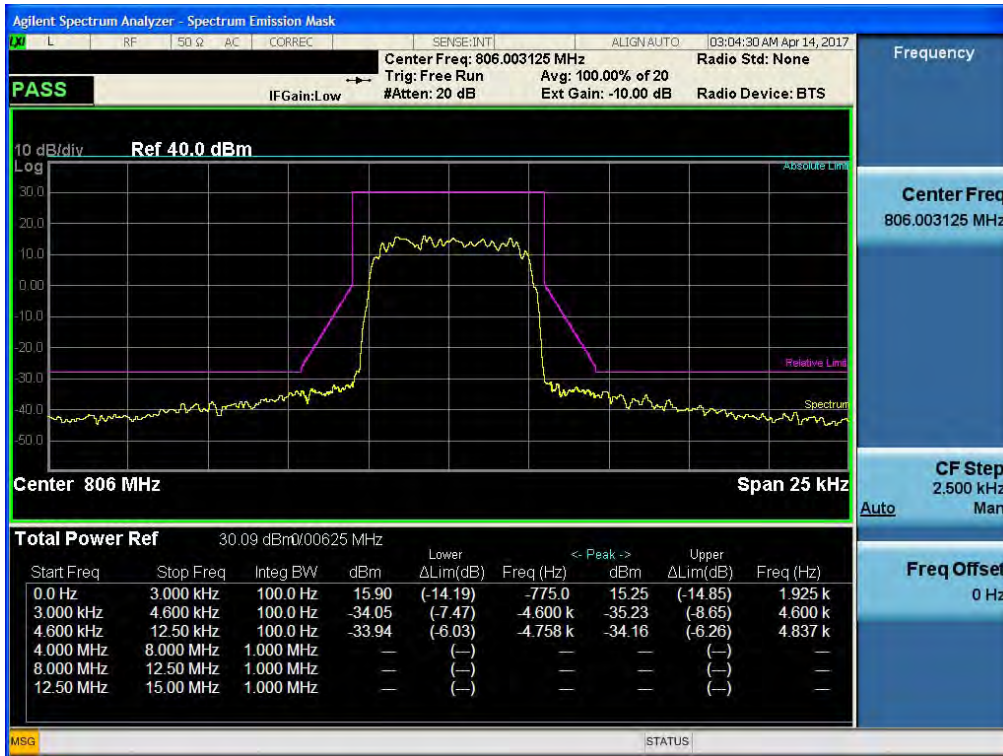 Agilent Spectrum Analyzer - Spectrum Emission Mask
LXI L RF 50 Ω AC CORREC SENSE:INT ALIGN AUTO 03:04:30 AM Apr 14, 2017
Center Freq: 806.003125 MHz Radio Std: None
Trig: Free Run Avg: 100.00% of 20
PASS IFGain:Low #Atten: 20 dB Ext Gain: -10.00 dB Radio Device: BTS
10 dB/div Ref 40.0 dBm
Log Absolute Limit
30.0
20.0
10.0
0.00
-10.0
-20.0
Relative Limit
-30.0
Spectrum
-40.0
-50.0
Center 806 MHz Span 25 kHz
Total Power Ref 30.09 dBm/0.00625 MHz
Lower <- Peak -> Upper
Start Freq Stop Freq Integ BW dBm ΔLim(dB) Freq (Hz) dBm ΔLim(dB) Freq (Hz)
0.0 Hz 3.000 kHz 100.0 Hz 15.90 (-14.19) -775.0 15.25 (-14.85) 1.925 k
3.000 kHz 4.600 kHz 100.0 Hz -34.05 (-7.47) -4.600 k -35.23 (-8.65) 4.600 k
4.600 kHz 12.50 kHz 100.0 Hz -33.94 (-6.03) -4.758 k -34.16 (-6.26) 4.837 k
4.000 MHz 8.000 MHz 1.000 MHz --- (---) --- --- (---) ---
8.000 MHz 12.50 MHz 1.000 MHz --- (---) --- --- (---) ---
12.50 MHz 15.00 MHz 1.000 MHz --- (---) --- --- (---) ---
MSG STATUS
Frequency
Center Freq
806.003125 MHz
CF Step
2.500 kHz
Auto Man
Freq Offset
0 Hz